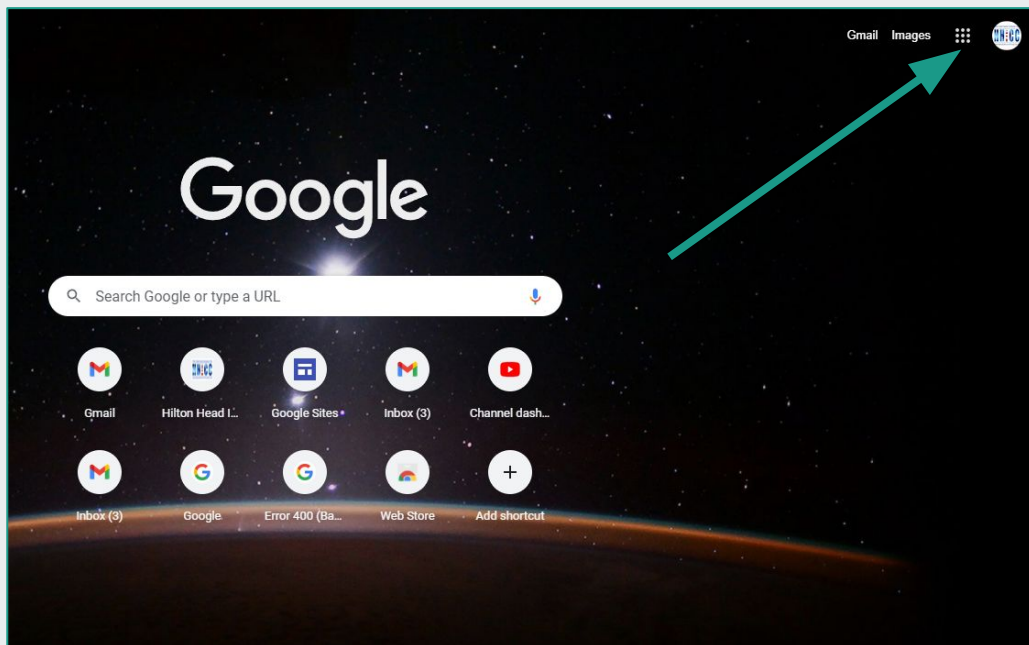 Gmail Images
Google
Search Google or type a URL
Gmail Hilton Head I... Google Sites Inbox (3) Channel dash...
Inbox (3) Google Error 400 (Ba... Web Store Add shortcut